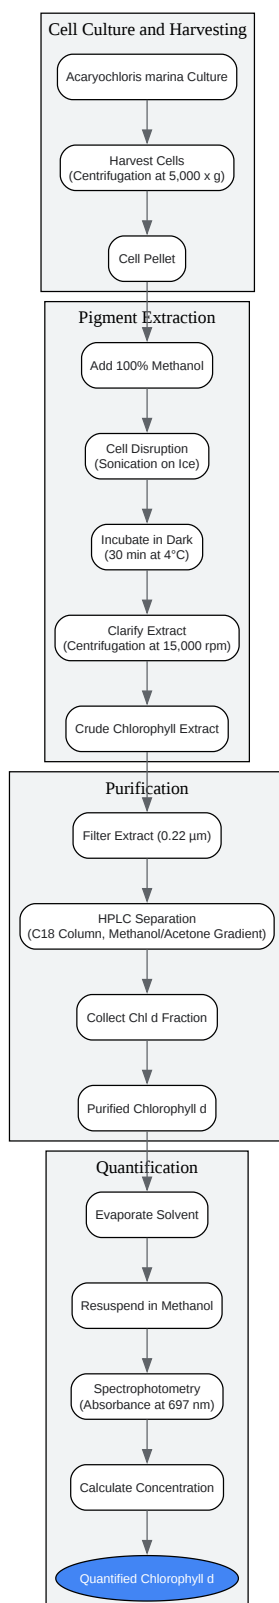 Cell Culture and Harvesting
Acaryochloris marina Culture
Harvest Cells
(Centrifugation at 5,000 x g)
Cell Pellet
Pigment Extraction
Add 100% Methanol
Cell Disruption
(Sonication on Ice)
Incubate in Dark
(30 min at 4°C)
Clarify Extract
(Centrifugation at 15,000 rpm)
Crude Chlorophyll Extract
Purification
Filter Extract (0.22 µm)
HPLC Separation
(C18 Column, Methanol/Acetone Gradient)
Collect Chl d Fraction
Purified Chlorophyll d
Quantification
Evaporate Solvent
Resuspend in Methanol
Spectrophotometry
(Absorbance at 697 nm)
Calculate Concentration
Quantified Chlorophyll d